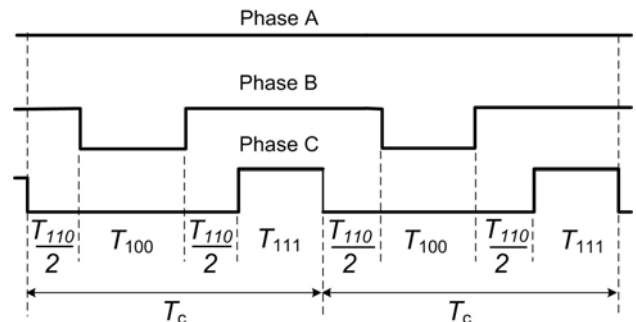 Phase A
Phase B
Phase C
T110/2 T100 T110/2 T111 T110/2 T100 T110/2 T111
Tc Tc